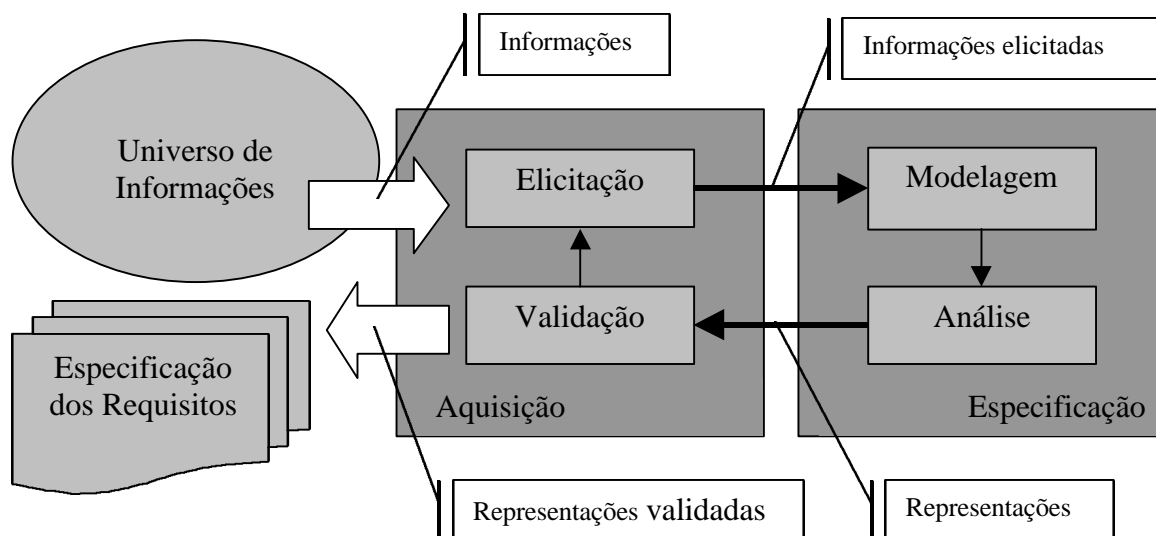 Informações
Informações elicitadas
Universo de
Informações
Elicitação
Modelagem
Validação
Análise
Especificação
dos Requisitos
Aquisição
Especificação
Representações validadas
Representações